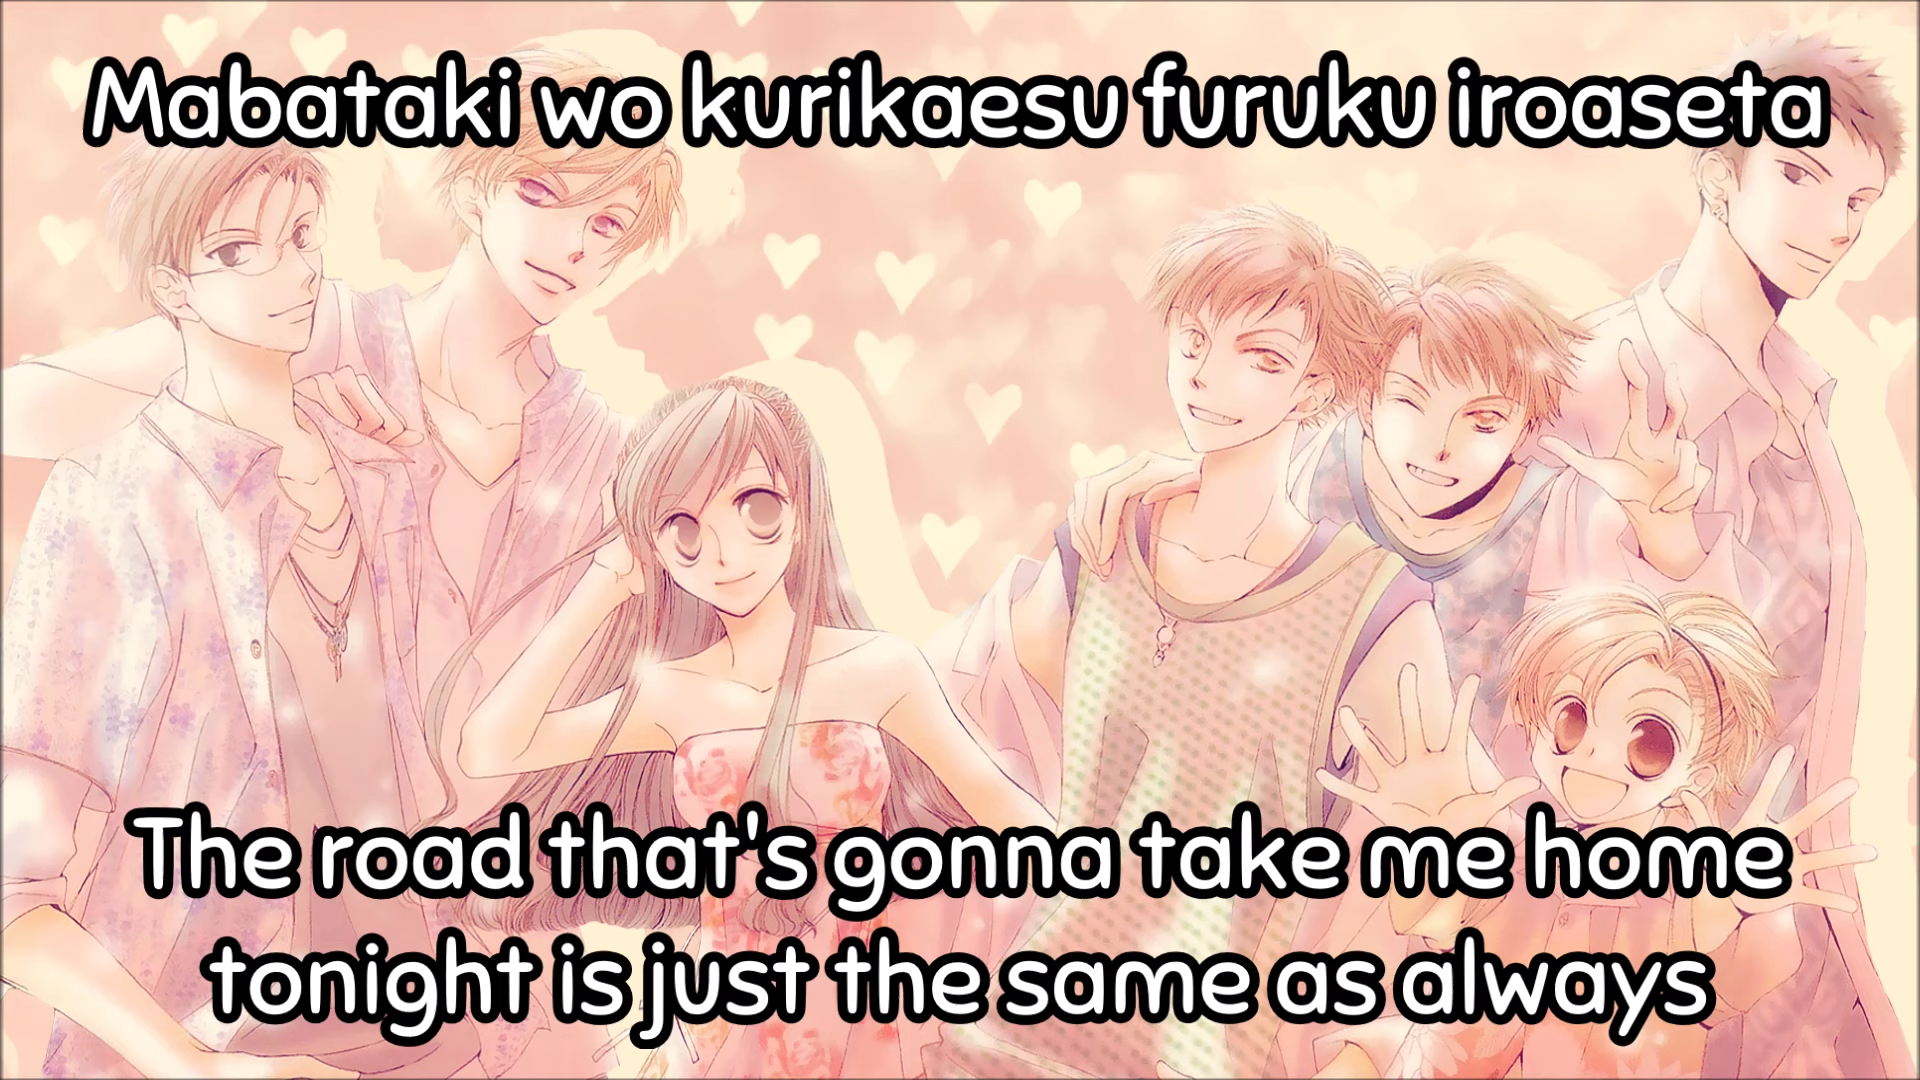 Mabataki wo kurikaesu furuku iroaseta
The road that's gonna take me home
tonight is just the same as always